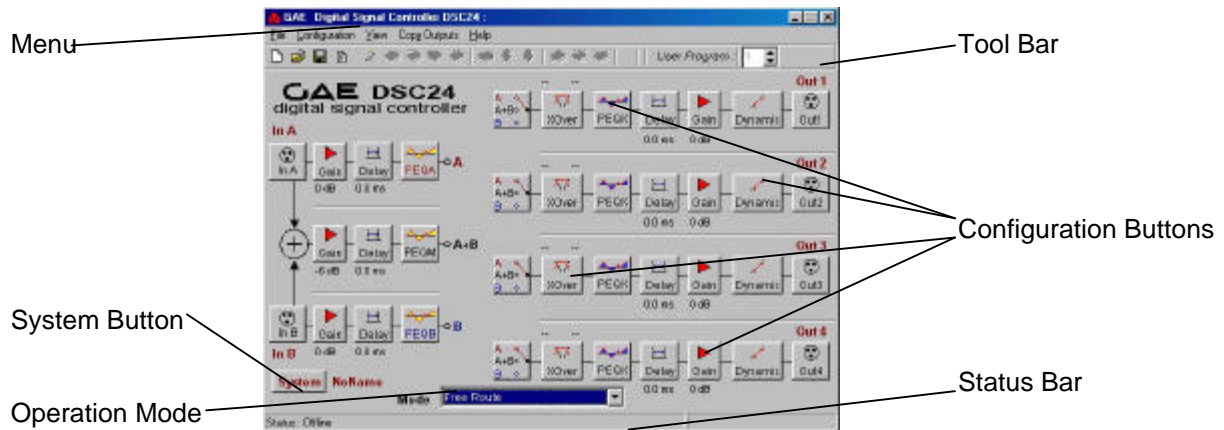 GAE Digital Signal Controller DSC24 :
File Configuration View Copy Outputs Help
User Program :
Menu
Tool Bar
GAE DSC24
digital signal controller
In A
In A Gain Delay PEQA A
0 dB 0.0 ms
Gain Delay PEQM A+B
-6 dB 0.0 ms
In B Gain Delay PEQB B
In B 0 dB 0.0 ms
System NoName
Mode Free Route
Status: Offline
-- --
Out 1
A A+B B XOver PEQX Delay Gain Dynamic Out1
0.0 ms 0 dB
-- --
Out 2
A A+B B XOver PEQX Delay Gain Dynamic Out2
0.0 ms 0 dB
-- --
Out 3
A A+B B XOver PEQX Delay Gain Dynamic Out3
0.0 ms 0 dB
-- --
Out 4
A A+B B XOver PEQX Delay Gain Dynamic Out4
0.0 ms 0 dB
Configuration Buttons
System Button
Operation Mode
Status Bar